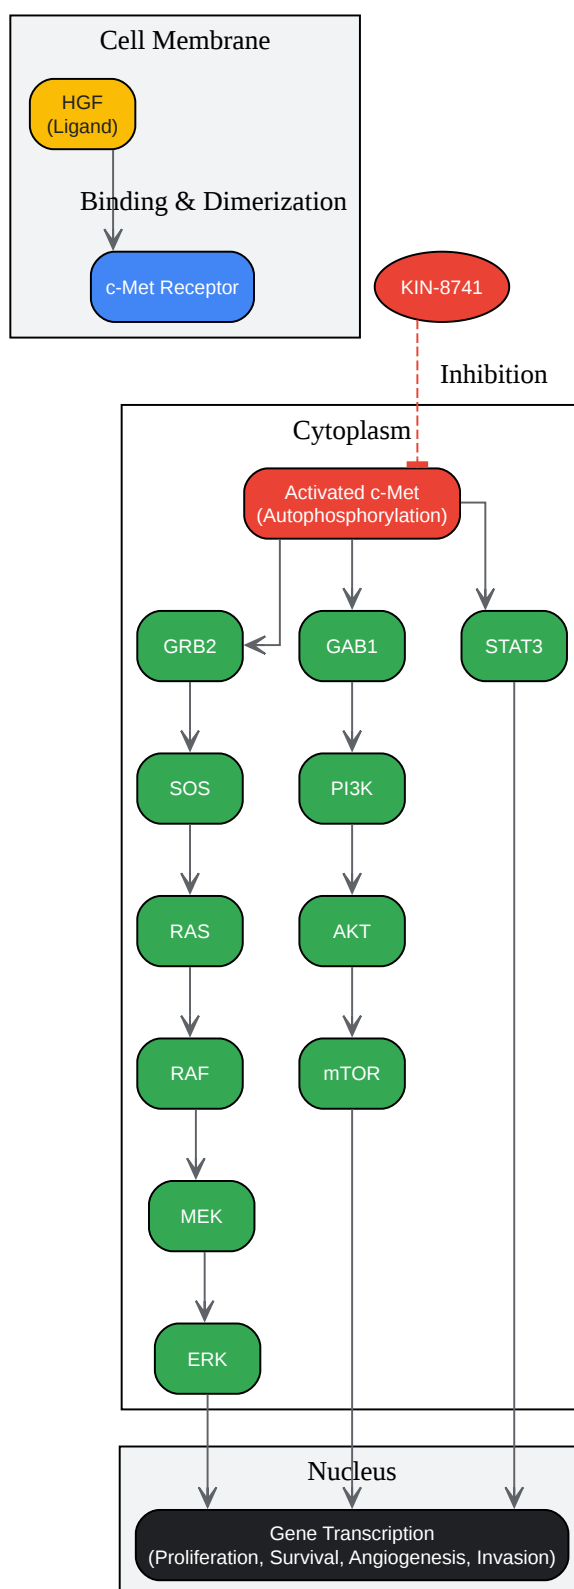 Cell Membrane
HGF
(Ligand)
Binding & Dimerization
c-Met Receptor
KIN-8741
Inhibition
Cytoplasm
Activated c-Met
(Autophosphorylation)
GRB2
GAB1
STAT3
SOS
PI3K
RAS
AKT
RAF
mTOR
MEK
ERK
Nucleus
Gene Transcription
(Proliferation, Survival, Angiogenesis, Invasion)